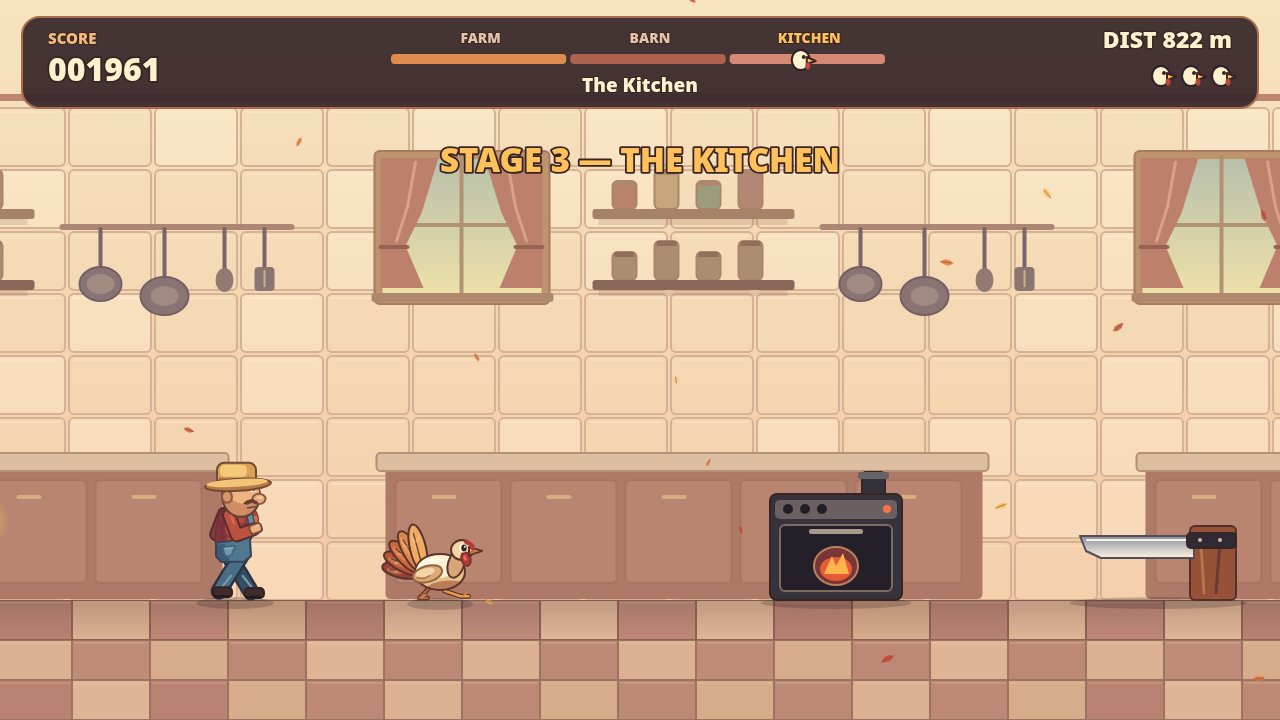 SCORE
001961
FARM
BARN
KITCHEN
The Kitchen
DIST 822 m
STAGE 3 — THE KITCHEN